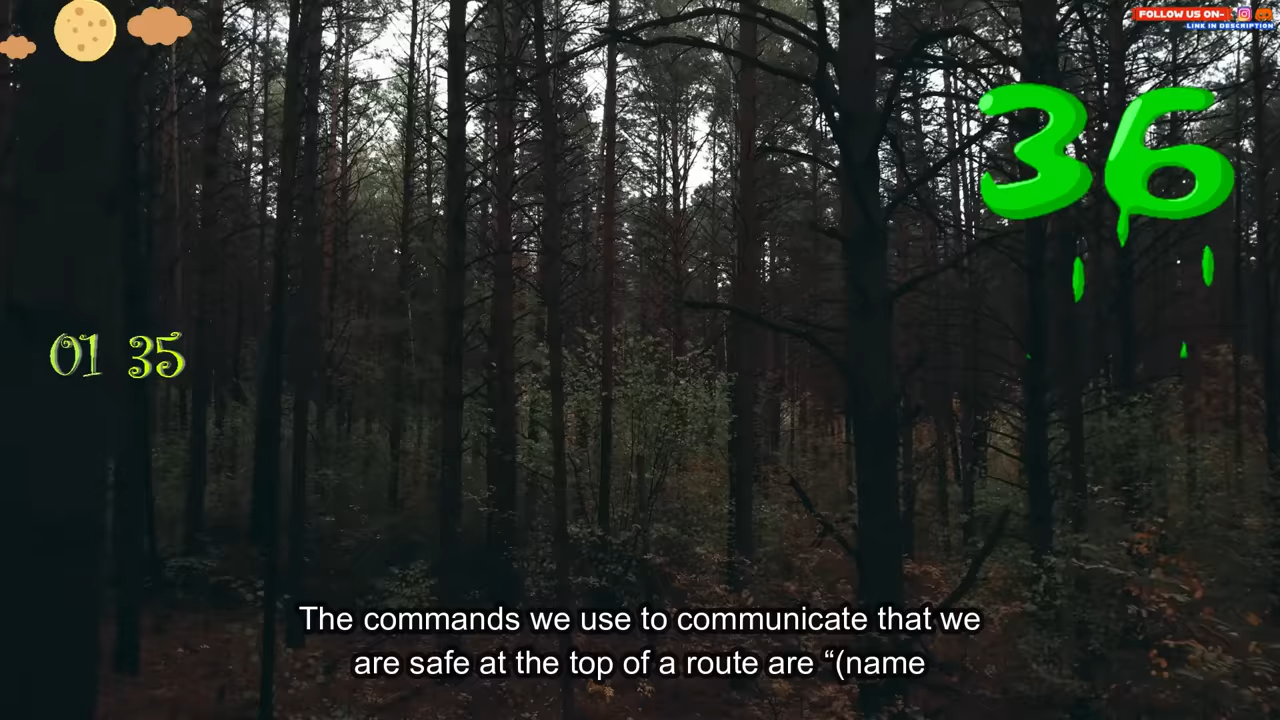 FOLLOW US ON-
LINK IN DESCRIPTION
36
01 35
The commands we use to communicate that we
are safe at the top of a route are “(name